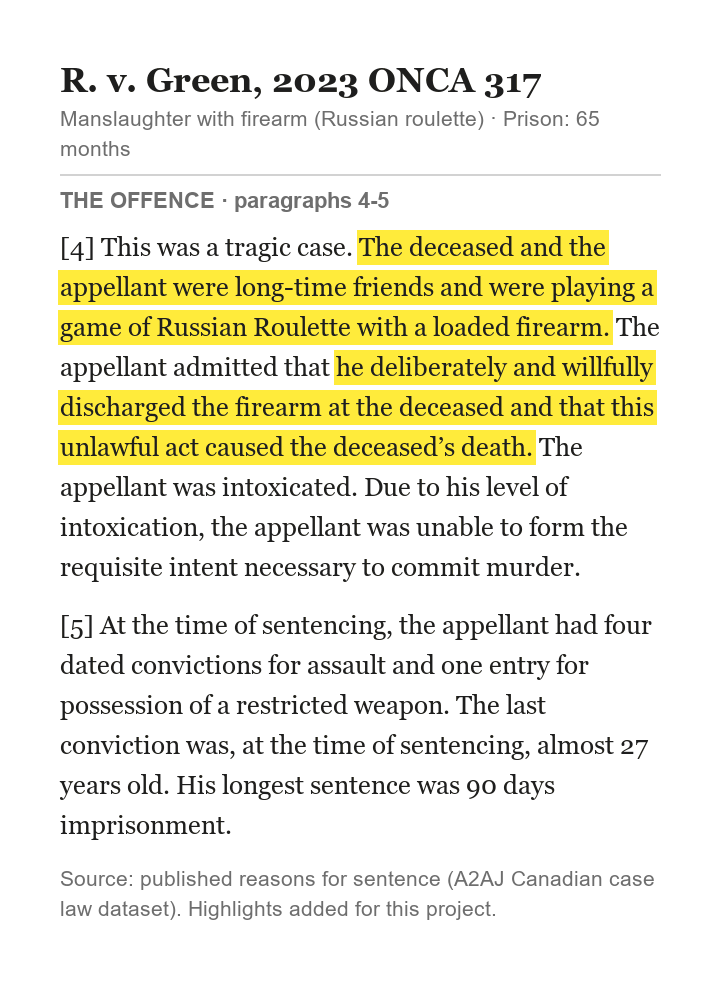 R. v. Green, 2023 ONCA 317
Manslaughter with firearm (Russian roulette) · Prison: 65
months
THE OFFENCE · paragraphs 4-5
[4] This was a tragic case. The deceased and the
appellant were long-time friends and were playing a
game of Russian Roulette with a loaded firearm. The
appellant admitted that he deliberately and willfully
discharged the firearm at the deceased and that this
unlawful act caused the deceased’s death. The
appellant was intoxicated. Due to his level of
intoxication, the appellant was unable to form the
requisite intent necessary to commit murder.
[5] At the time of sentencing, the appellant had four
dated convictions for assault and one entry for
possession of a restricted weapon. The last
conviction was, at the time of sentencing, almost 27
years old. His longest sentence was 90 days
imprisonment.
Source: published reasons for sentence (A2AJ Canadian case
law dataset). Highlights added for this project.